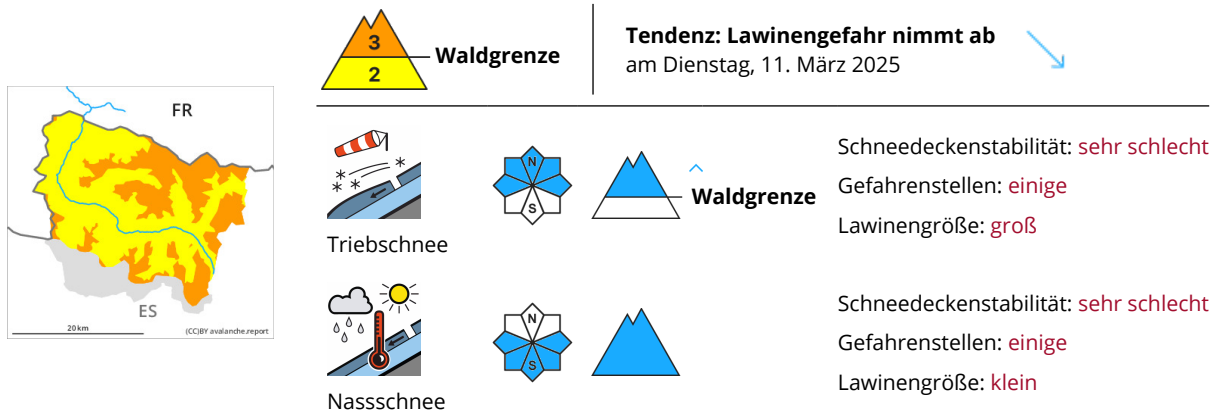 FR
ES
20 km
(CC)BY avalanche.report
3
2
Waldgrenze
Tendenz: Lawinengefahr nimmt ab
am Dienstag, 11. März 2025
Triebschnee
N
S
Waldgrenze
Schneedeckenstabilität: sehr schlecht
Gefahrenstellen: einige
Lawinengröße: groß
Nassschnee
N
S
Schneedeckenstabilität: sehr schlecht
Gefahrenstellen: einige
Lawinengröße: klein